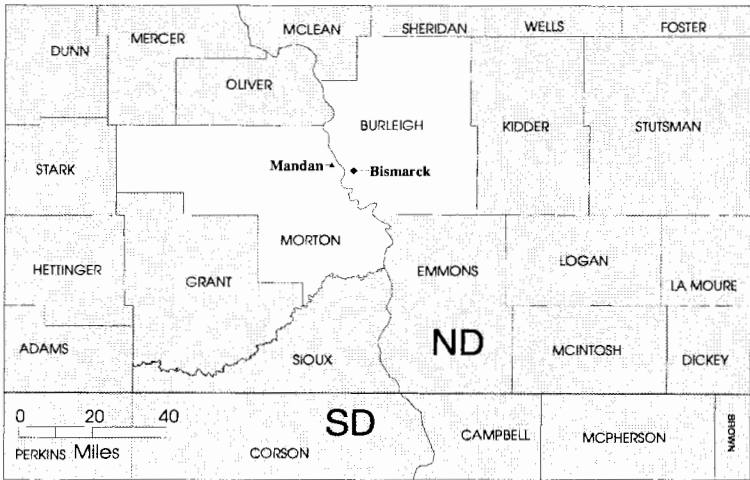 MCLEAN
SHERIDAN
WELLS
FOSTER
DUNN
MERCER
OLIVER
BURLEIGH
KIDDER
STUTSMAN
STARK
Mandan
Bismarck
MORTON
HETTINGER
GRANT
EMMONS
LOGAN
LA MOURE
ADAMS
SIOUX
ND
MCINTOSH
DICKEY
0 20 40
SD
PERKINS Miles
CORSON
CAMPBELL
MCPHERSON
BROWN